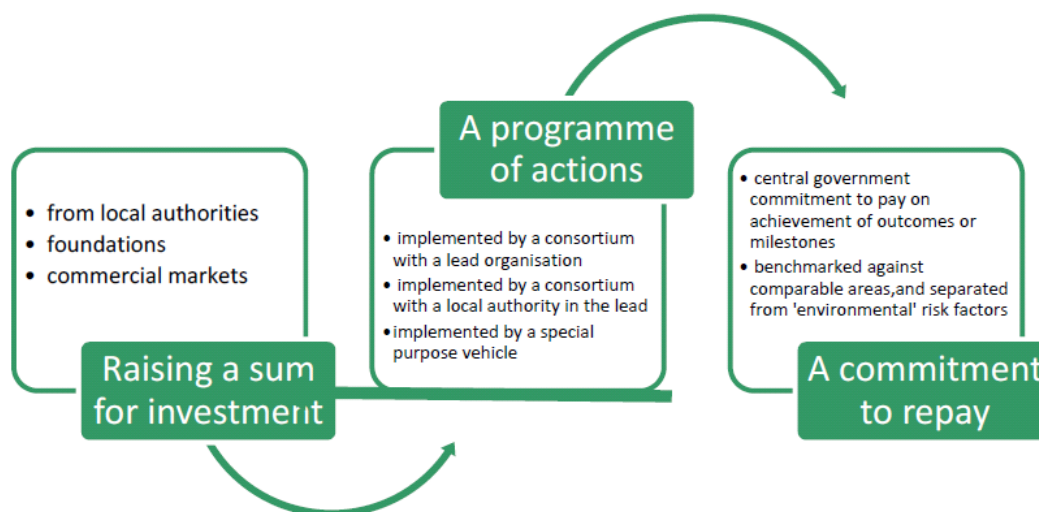 • from local authorities
• foundations
• commercial markets
Raising a sum
for investment
A programme
of actions
• implemented by a consortium
with a lead organisation
• implemented by a consortium
with a local authority in the lead
•implemented by a special
purpose vehicle
• central government
commitment to pay on
achievement of outcomes or
milestones
• benchmarked against
comparable areas,and separated
from 'environmental' risk factors
A commitment
to repay